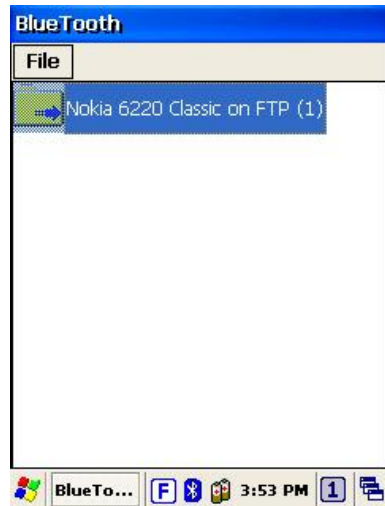 BlueTooth
File
Nokia 6220 Classic on FTP (1)
BlueTo... F 3:53 PM 1